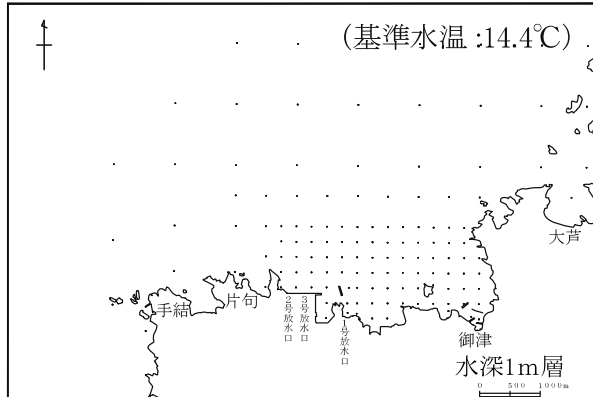 (基準水温:14.4℃)
大芦
手結
片句
2号放水口
3号放水口
1号放水口
御津
水深1m層
0 500 1000m